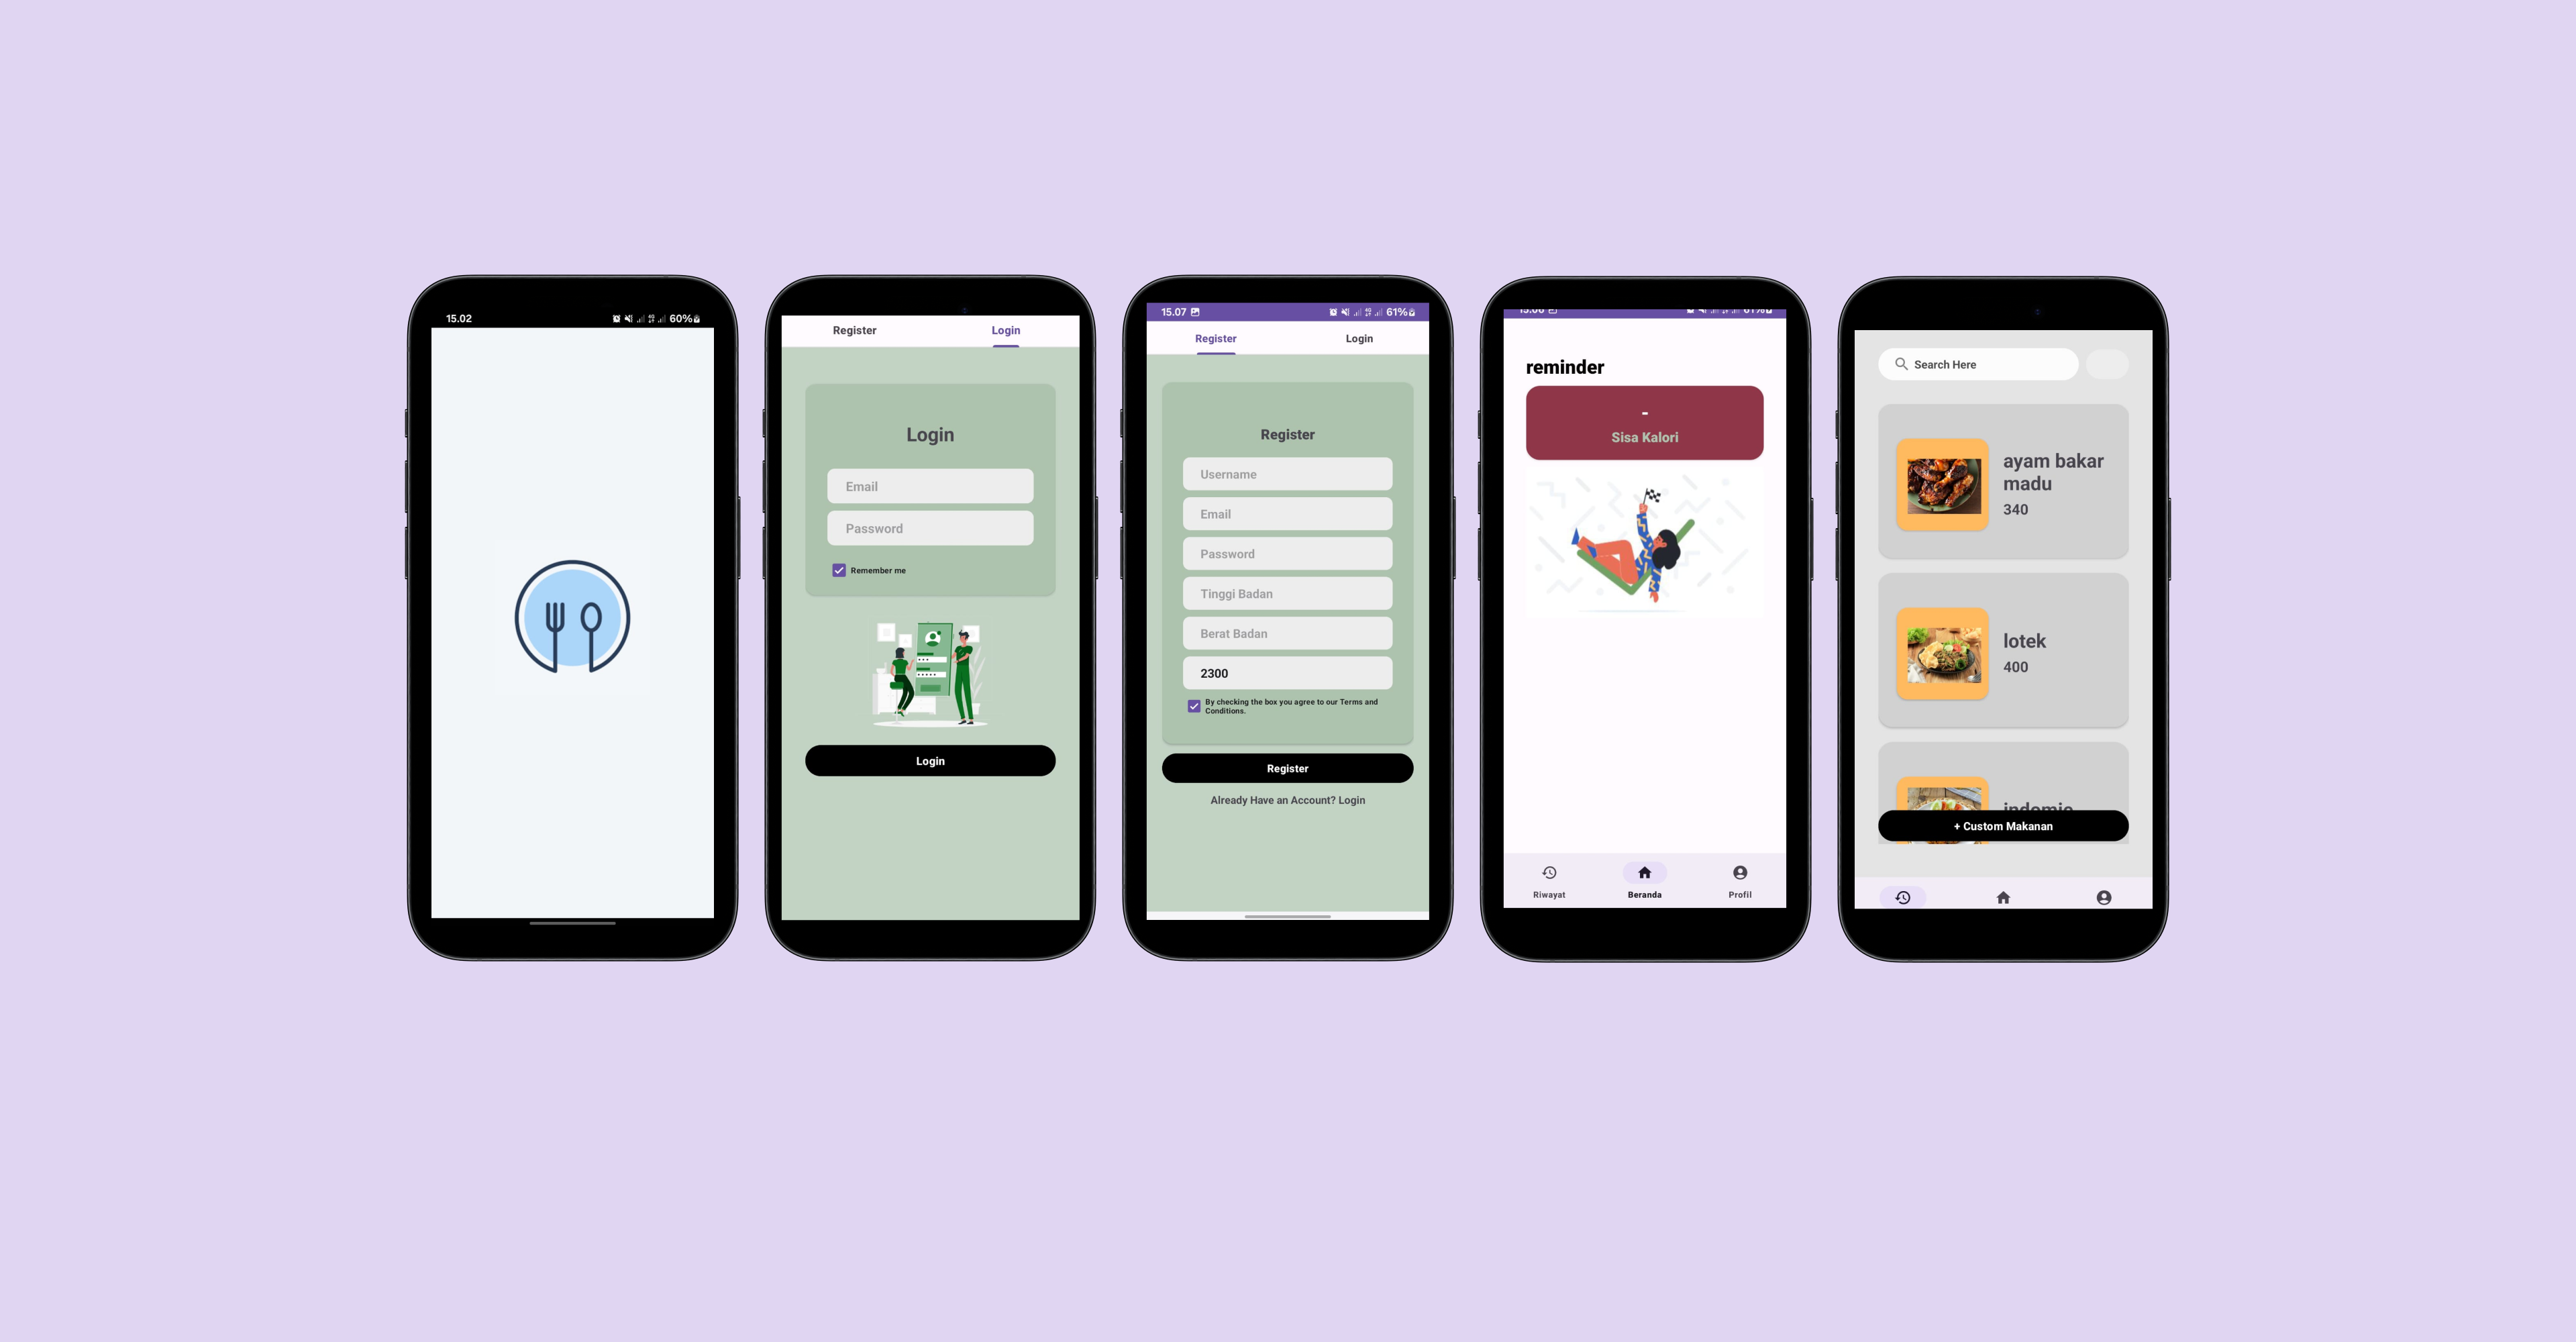 15.02
60%
Register
Login
Login
Email
Password
Remember me
Login
15.07
61%
Register
Login
Register
Username
Email
Password
Tinggi Badan
Berat Badan
2300
By checking the box you agree to our Terms and
Conditions.
Register
Already Have an Account? Login
61%
reminder
-
Sisa Kalori
Riwayat
Beranda
Profil
Search Here
ayam bakar
madu
340
lotek
400
indomie
+ Custom Makanan